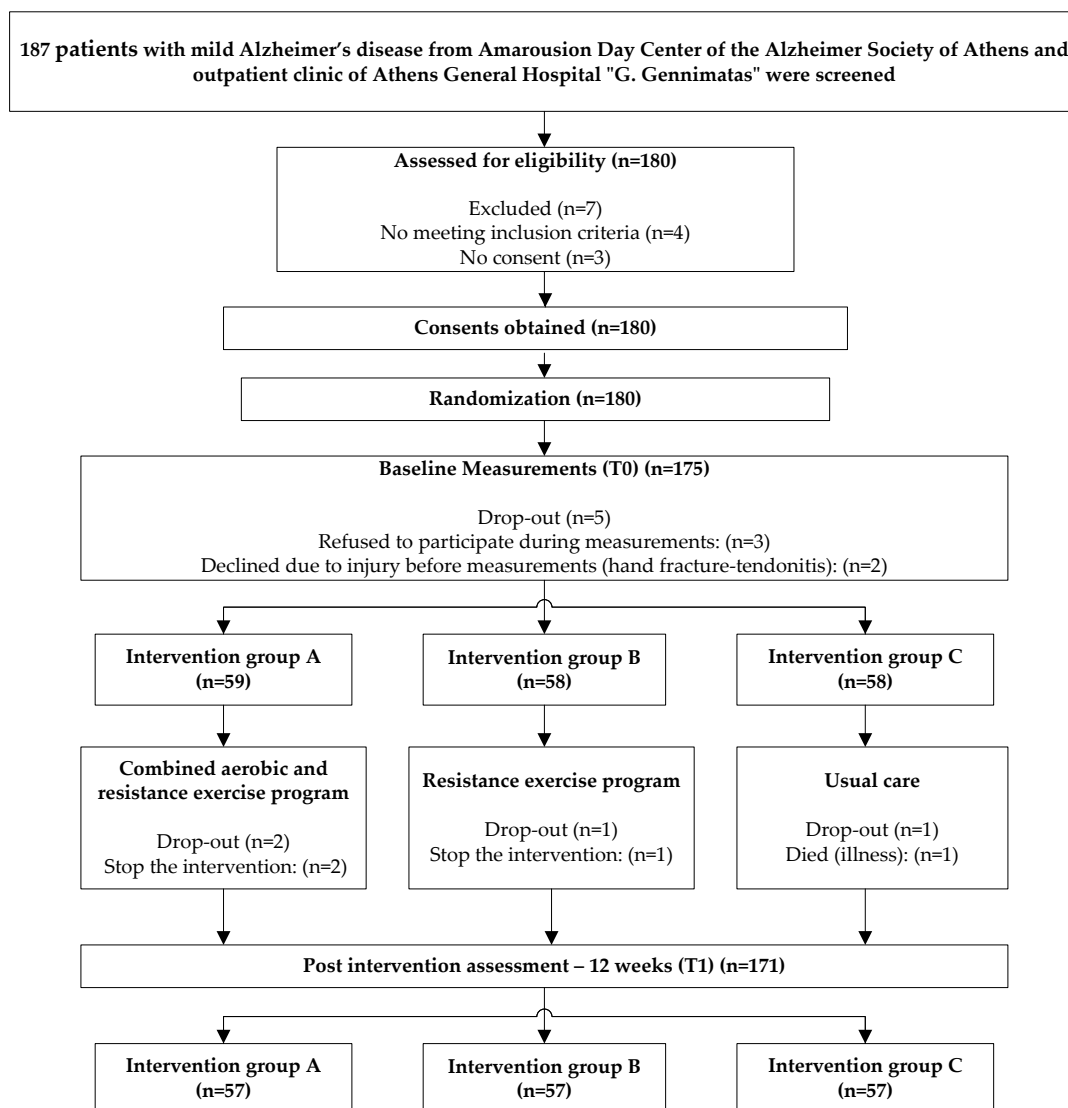 187 patients with mild Alzheimer’s disease from Amarousion Day Center of the Alzheimer Society of Athens and
outpatient clinic of Athens General Hospital "G. Gennimatas" were screened
Assessed for eligibility (n=180)
Excluded (n=7)
No meeting inclusion criteria (n=4)
No consent (n=3)
Consents obtained (n=180)
Randomization (n=180)
Baseline Measurements (T0) (n=175)
Drop-out (n=5)
Refused to participate during measurements: (n=3)
Declined due to injury before measurements (hand fracture-tendonitis): (n=2)
Intervention group A
(n=59)
Intervention group B
(n=58)
Intervention group C
(n=58)
Combined aerobic and
resistance exercise program
Drop-out (n=2)
Stop the intervention: (n=2)
Resistance exercise program
Drop-out (n=1)
Stop the intervention: (n=1)
Usual care
Drop-out (n=1)
Died (illness): (n=1)
Post intervention assessment – 12 weeks (T1) (n=171)
Intervention group A
(n=57)
Intervention group B
(n=57)
Intervention group C
(n=57)